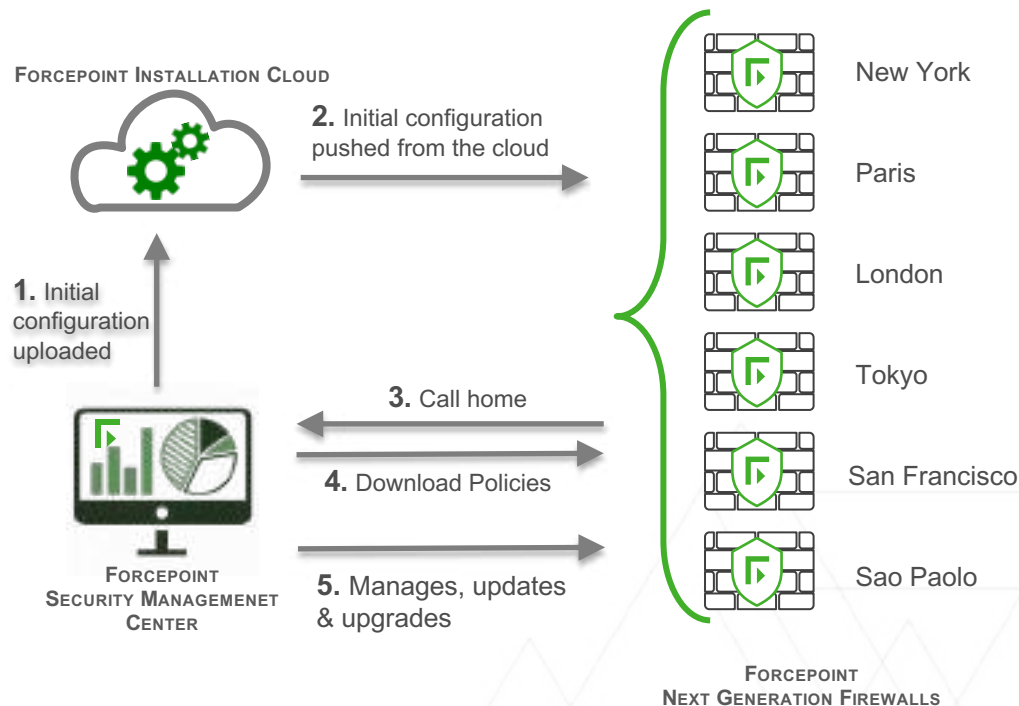 FORCEPOINT INSTALLATION CLOUD
2. Initial configuration
pushed from the cloud
1. Initial
configuration
uploaded
3. Call home
4. Download Policies
5. Manages, updates
& upgrades
FORCEPOINT
SECURITY MANAGEMENET
CENTER
New York
Paris
London
Tokyo
San Francisco
Sao Paolo
FORCEPOINT
NEXT GENERATION FIREWALLS